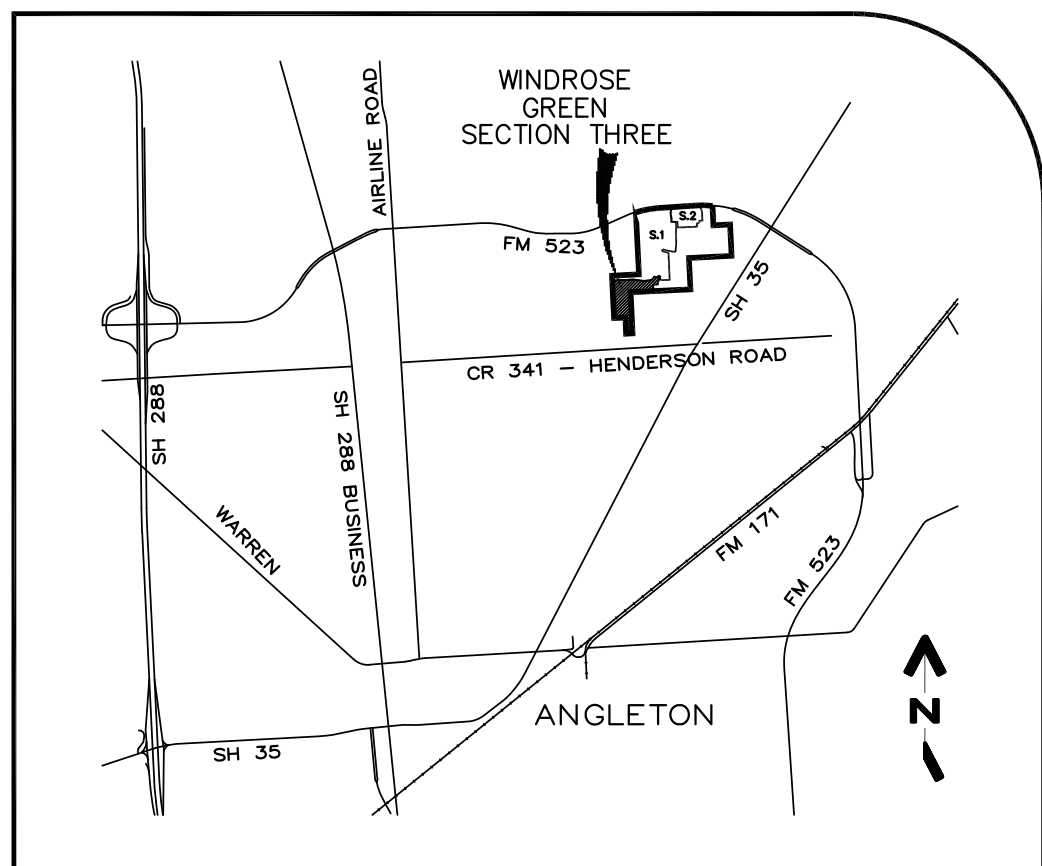 WINDROSE
GREEN
SECTION THREE
AIRLINE ROAD
S.2
S.1
FM 523
SH 35
CR 341 – HENDERSON ROAD
SH 288
SH 288 BUSINESS
WARREN
FM 171
FM 523
ANGLETON
N
SH 35